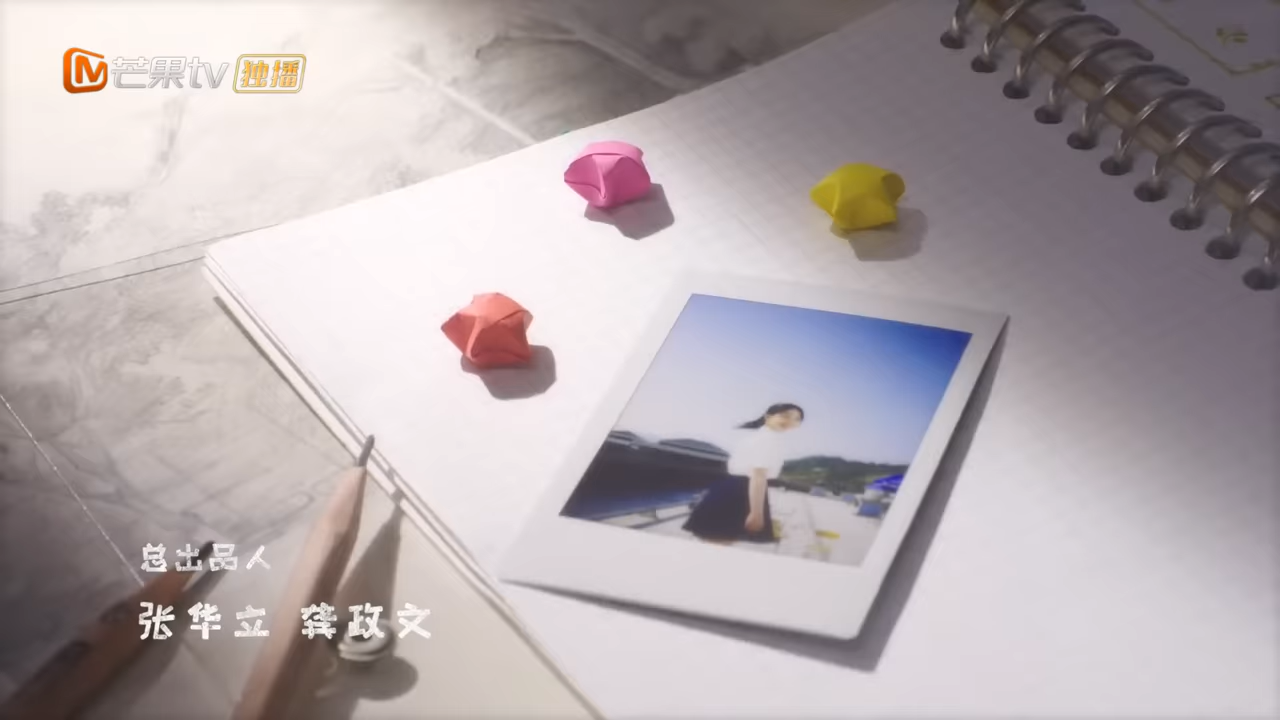 芒果tv 独播
总出品人
张华立 龚政文